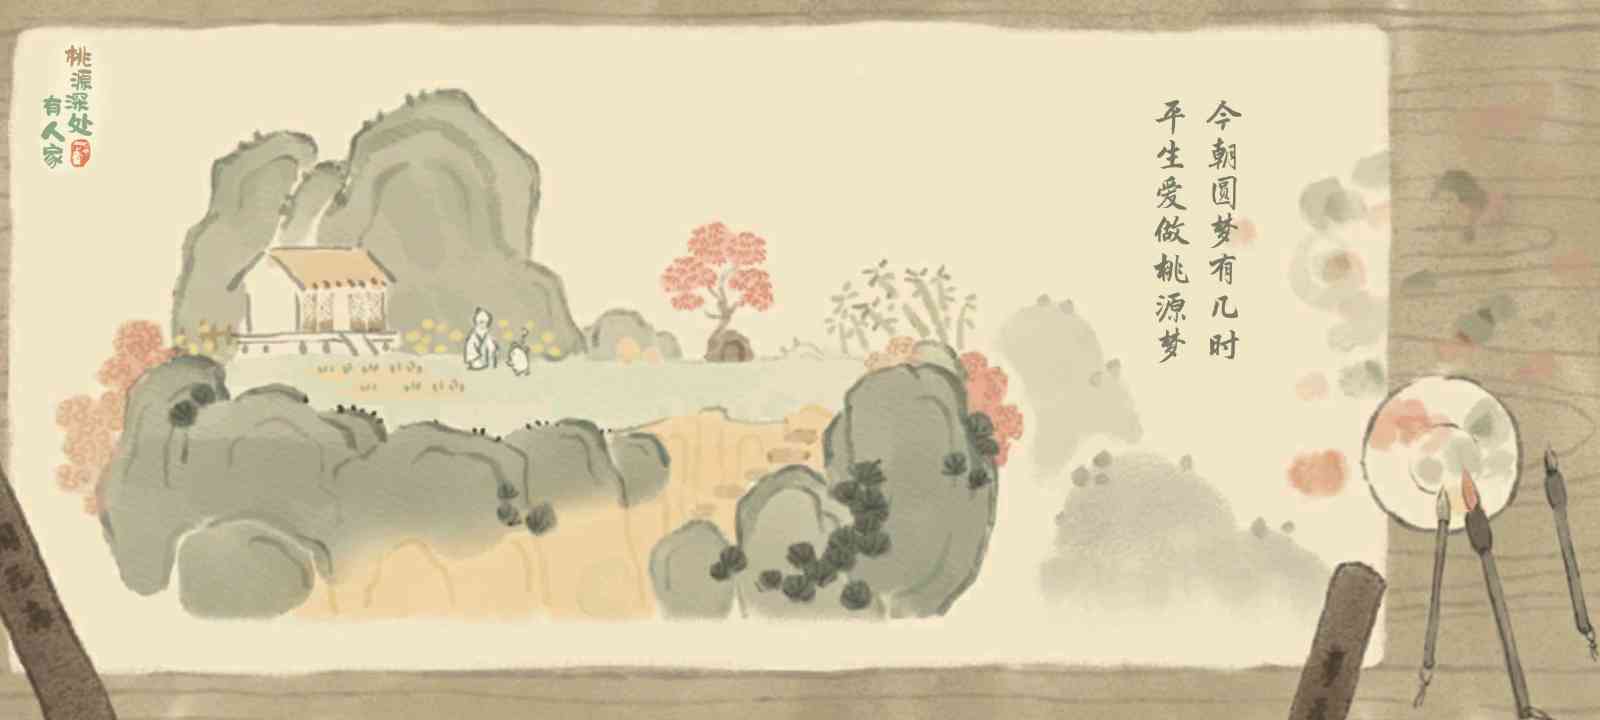 桃源深处
有人家
今朝圆梦有几时
平生爱做桃源梦